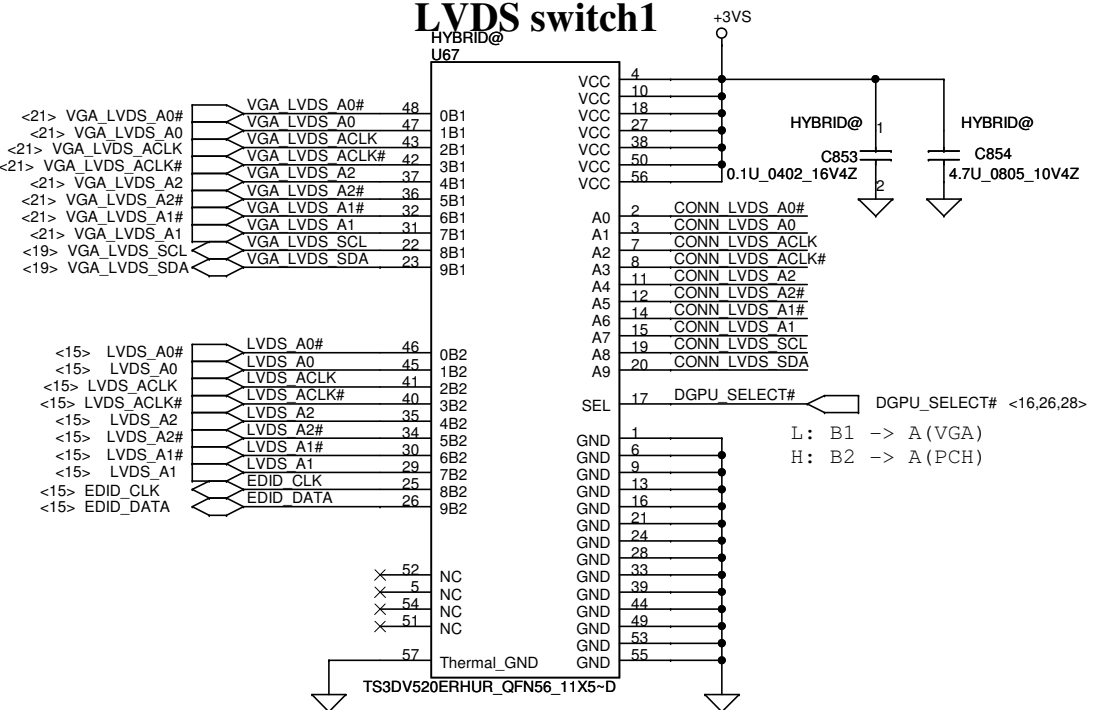 LVDS switch1
HYBRID@
U67
+3VS
<21> VGA_LVDS_A0# VGA_LVDS_A0# 48 0B1
<21> VGA_LVDS_A0 VGA_LVDS_A0 47 1B1
<21> VGA_LVDS_ACLK VGA_LVDS_ACLK 43 2B1
<21> VGA_LVDS_ACLK# VGA_LVDS_ACLK# 42 3B1
<21> VGA_LVDS_A2 VGA_LVDS_A2 37 4B1
<21> VGA_LVDS_A2# VGA_LVDS_A2# 36 5B1
<21> VGA_LVDS_A1# VGA_LVDS_A1# 32 6B1
<21> VGA_LVDS_A1 VGA_LVDS_A1 31 7B1
<19> VGA_LVDS_SCL VGA_LVDS_SCL 22 8B1
<19> VGA_LVDS_SDA VGA_LVDS_SDA 23 9B1
<15> LVDS_A0# LVDS_A0# 46 0B2
<15> LVDS_A0 LVDS_A0 45 1B2
<15> LVDS_ACLK LVDS_ACLK 41 2B2
<15> LVDS_ACLK# LVDS_ACLK# 40 3B2
<15> LVDS_A2 LVDS_A2 35 4B2
<15> LVDS_A2# LVDS_A2# 34 5B2
<15> LVDS_A1# LVDS_A1# 30 6B2
<15> LVDS_A1 LVDS_A1 29 7B2
<15> EDID_CLK EDID_CLK 25 8B2
<15> EDID_DATA EDID_DATA 26 9B2
52 NC
5 NC
54 NC
51 NC
57 Thermal_GND
VCC 4
VCC 10
VCC 18
VCC 27
VCC 38
VCC 50
VCC 56
HYBRID@ 1
C853
0.1U_0402_16V4Z
2
HYBRID@
C854
4.7U_0805_10V4Z
A0 2 CONN_LVDS_A0#
A1 3 CONN_LVDS_A0
A2 7 CONN_LVDS_ACLK
A3 8 CONN_LVDS_ACLK#
A4 11 CONN_LVDS_A2
A5 12 CONN_LVDS_A2#
A6 14 CONN_LVDS_A1#
A7 15 CONN_LVDS_A1
A8 19 CONN_LVDS_SCL
A9 20 CONN_LVDS_SDA
SEL 17 DGPU_SELECT# DGPU_SELECT# <16,26,28>
L: B1 -> A(VGA)
H: B2 -> A(PCH)
GND 1
GND 6
GND 9
GND 13
GND 16
GND 21
GND 24
GND 28
GND 33
GND 39
GND 44
GND 49
GND 53
GND 55
TS3DV520ERHUR_QFN56_11X5~D